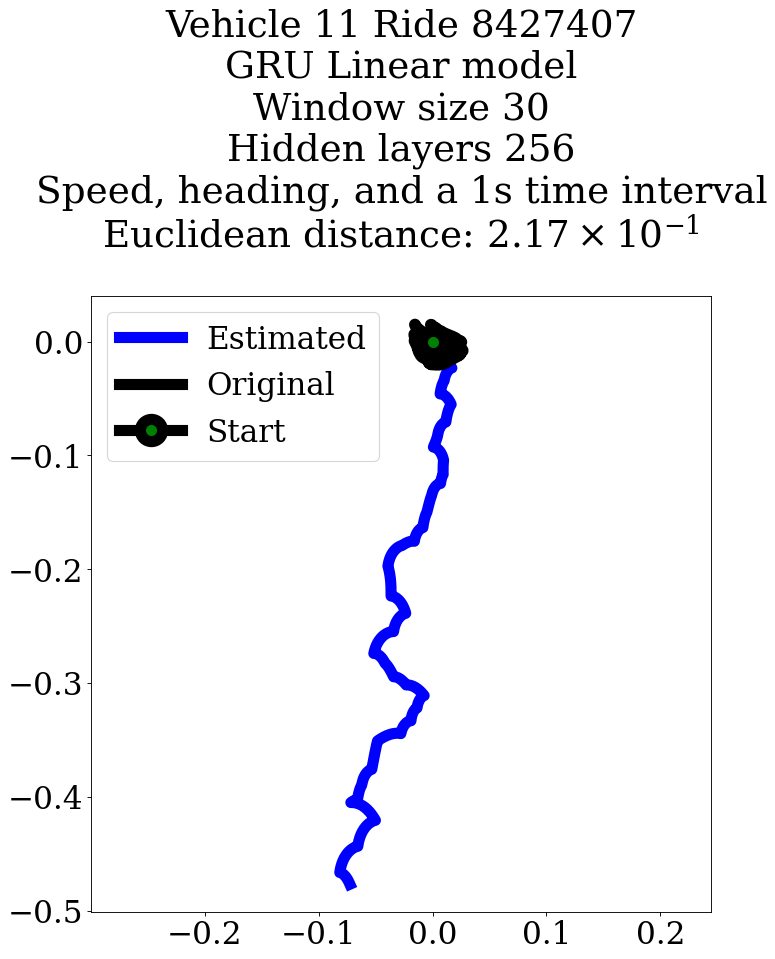 Vehicle 11 Ride 8427407
GRU Linear model
Window size 30
Hidden layers 256
Speed, heading, and a 1s time interval
Euclidean distance: 2.17 × 10⁻¹
Estimated
Original
Start
0.0
−0.1
−0.2
−0.3
−0.4
−0.5
−0.2 −0.1 0.0 0.1 0.2